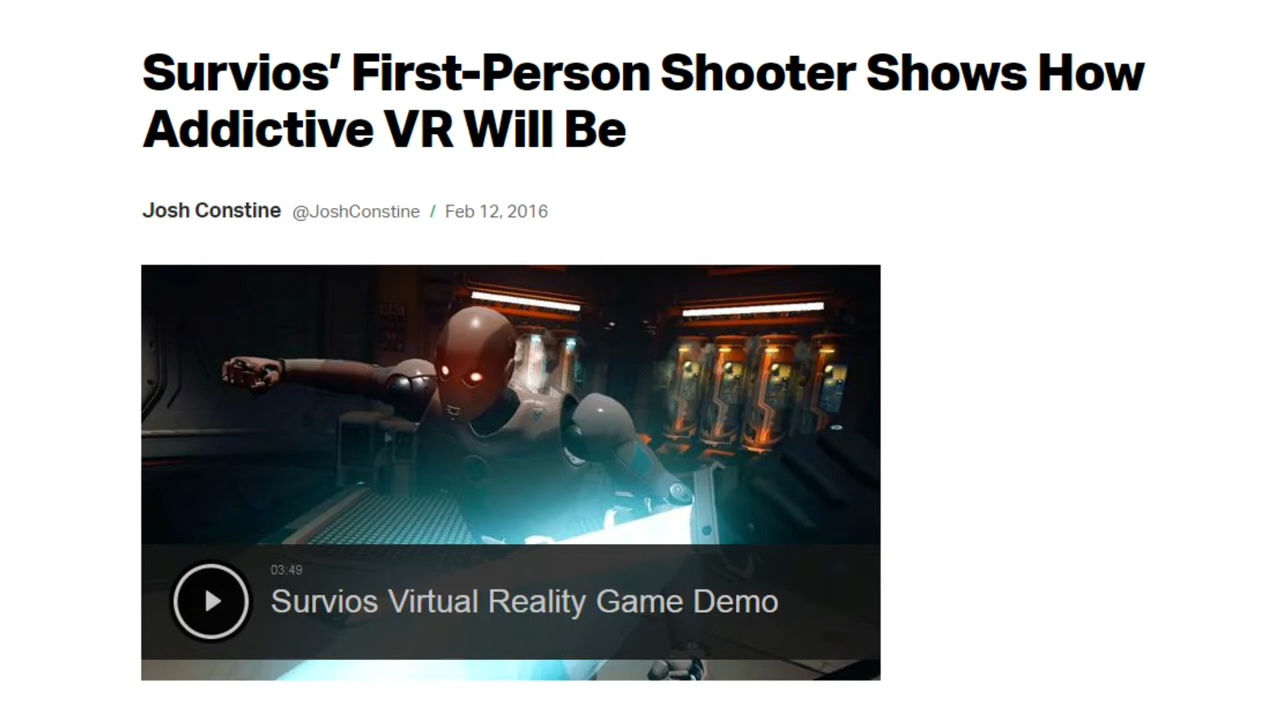 Survios’ First-Person Shooter Shows How
Addictive VR Will Be
Josh Constine @JoshConstine / Feb 12, 2016
03:49
Survios Virtual Reality Game Demo